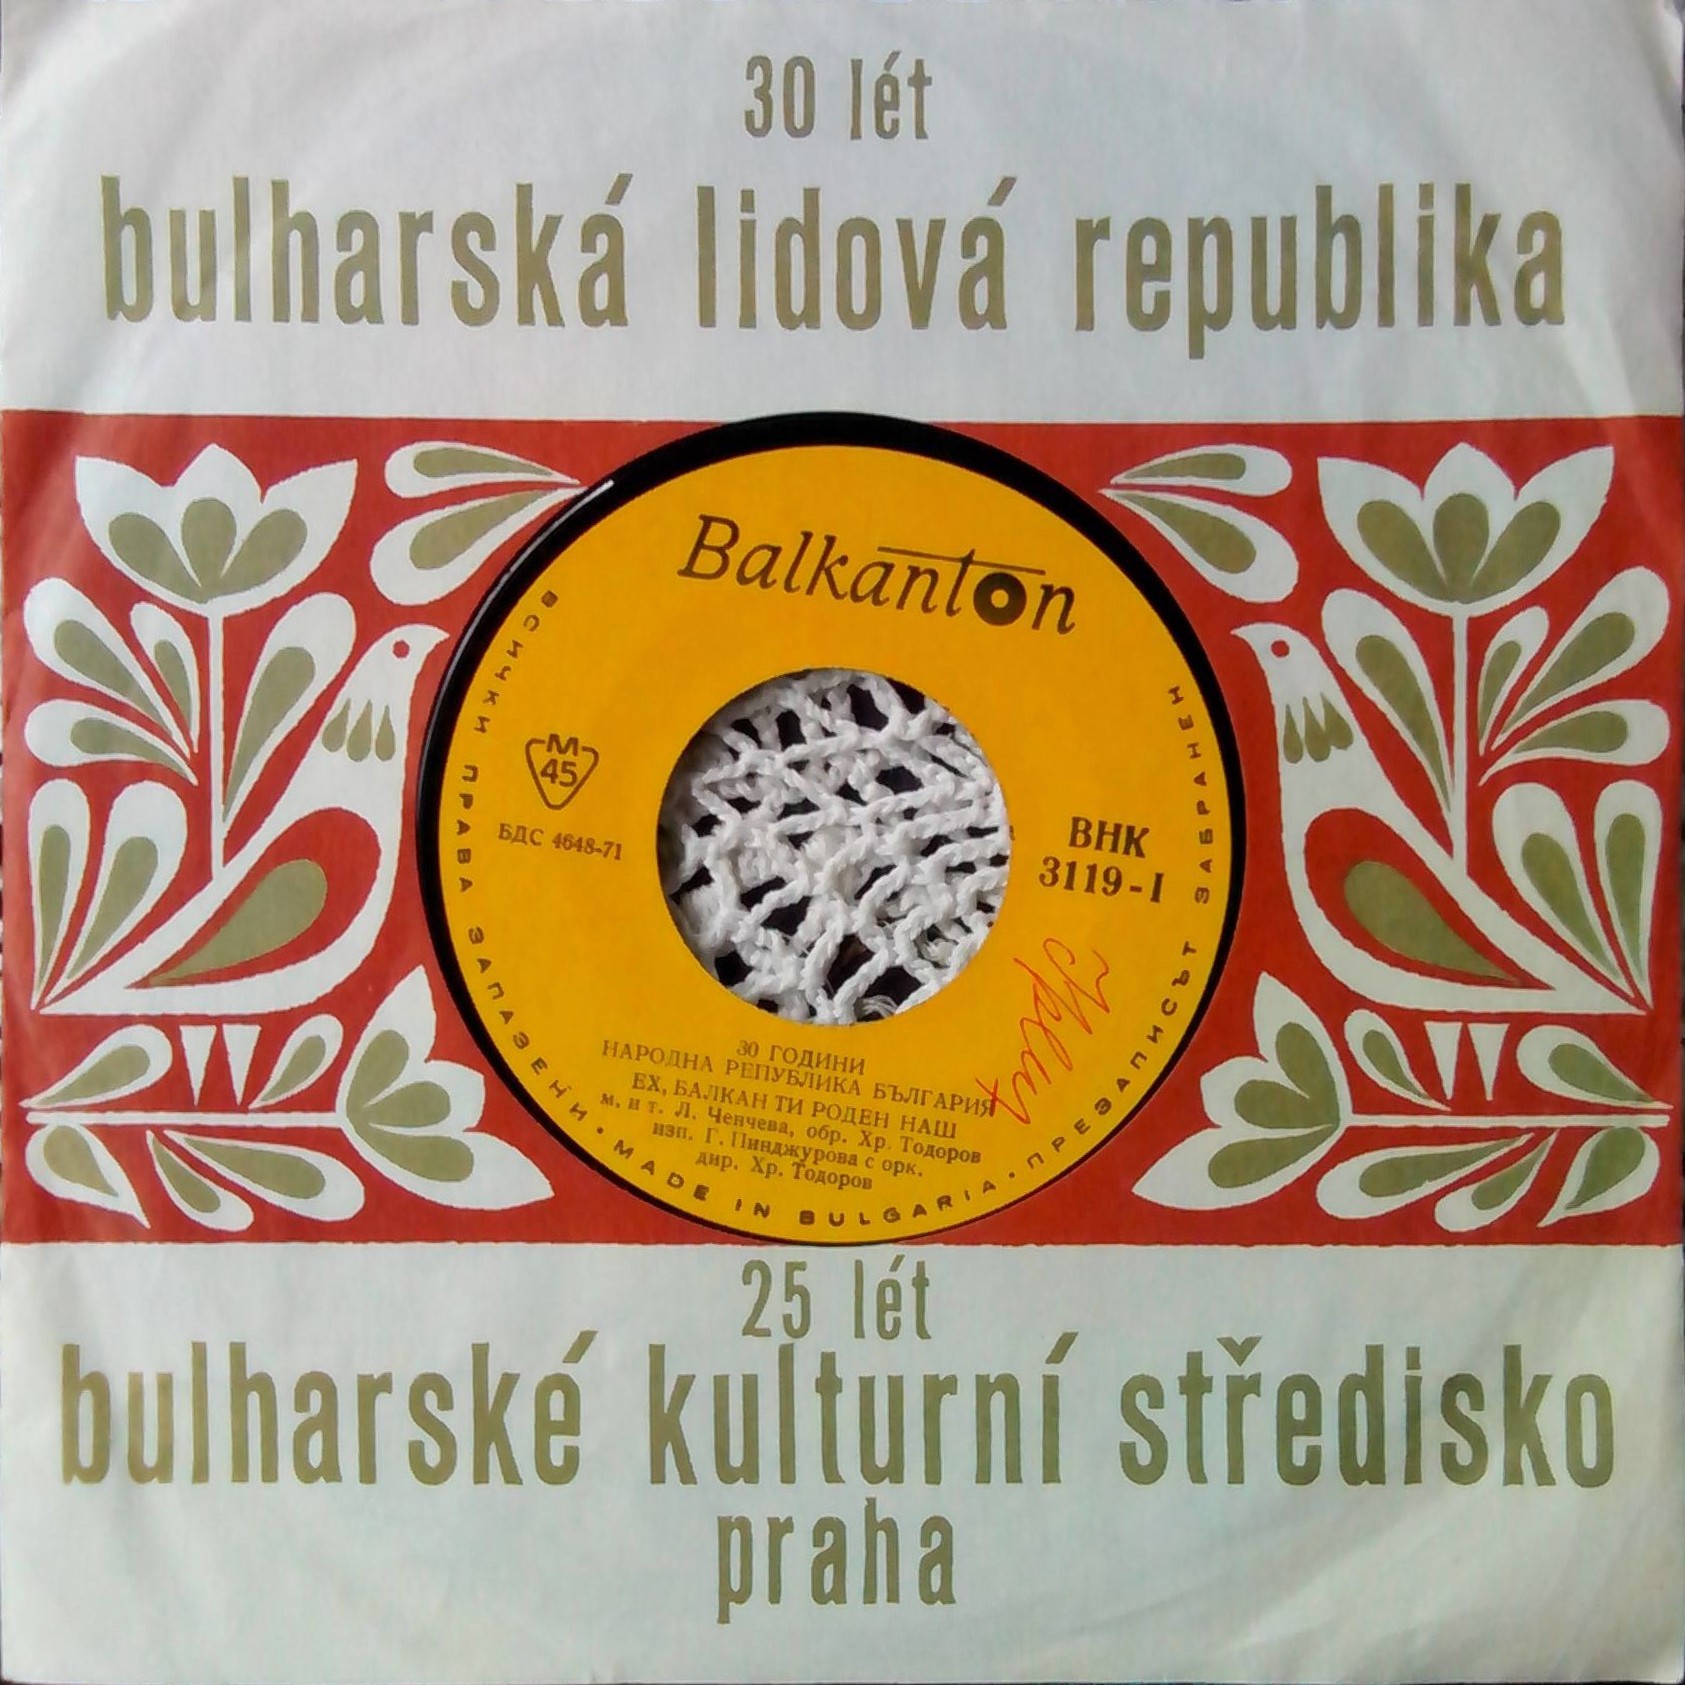 30 lét
bulharská lidová republika
Balkanton
M
45
БДС 4648-71
ВНК
3119-I
30 ГОДИНИ
НАРОДНА РЕПУБЛИКА БЪЛГАРИЯ
ЕХ, БАЛКАН ТИ РОДЕН НАШ
м. и т. Л. Ченчева, обр. Хр. Тодоров
изп. Г. Пинджурова с орк.
дир. Хр. Тодоров
ВСИЧКИ ПРАВА ЗАПАЗЕНИ • MADE IN BULGARIA • ПРЕЗАПИСЪТ ЗАБРАНЕН
25 lét
bulharské kulturní středisko
praha